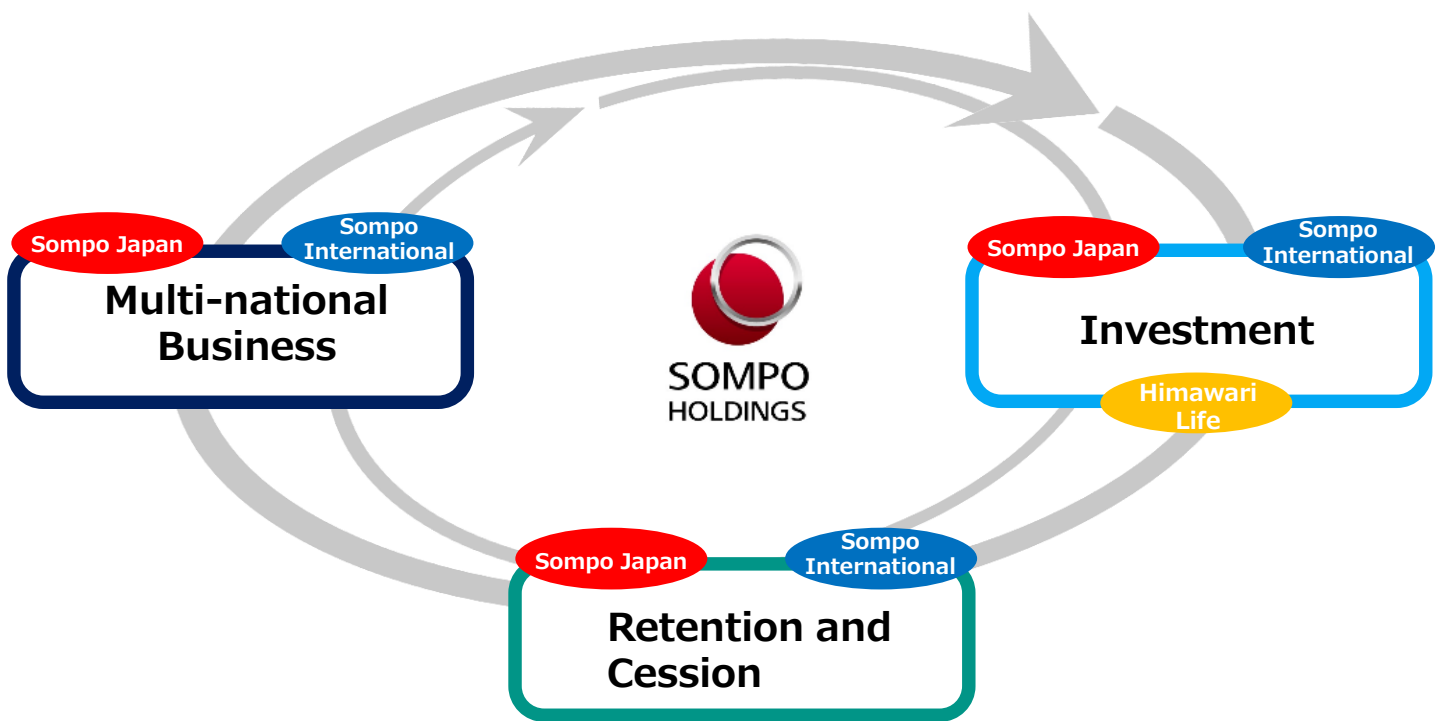 Sompo Japan
Sompo
International
Multi-national
Business
SOMPO
HOLDINGS
Sompo Japan
Sompo
International
Investment
Himawari
Life
Sompo Japan
Sompo
International
Retention and
Cession